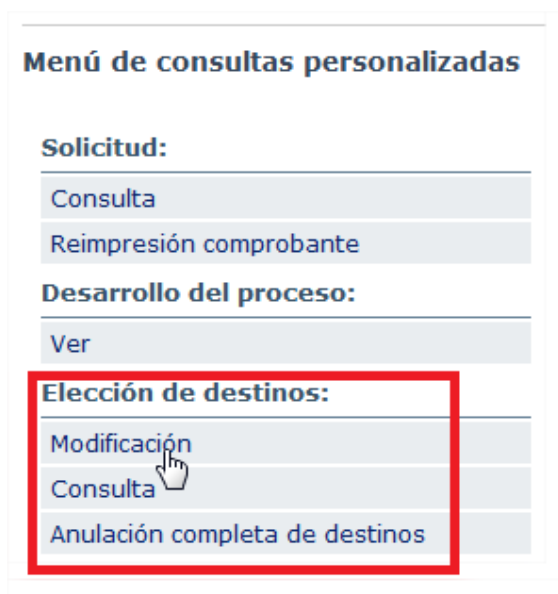 Menú de consultas personalizadas
Solicitud:
Consulta
Reimpresión comprobante
Desarrollo del proceso:
Ver
Elección de destinos:
Modificación
Consulta
Anulación completa de destinos